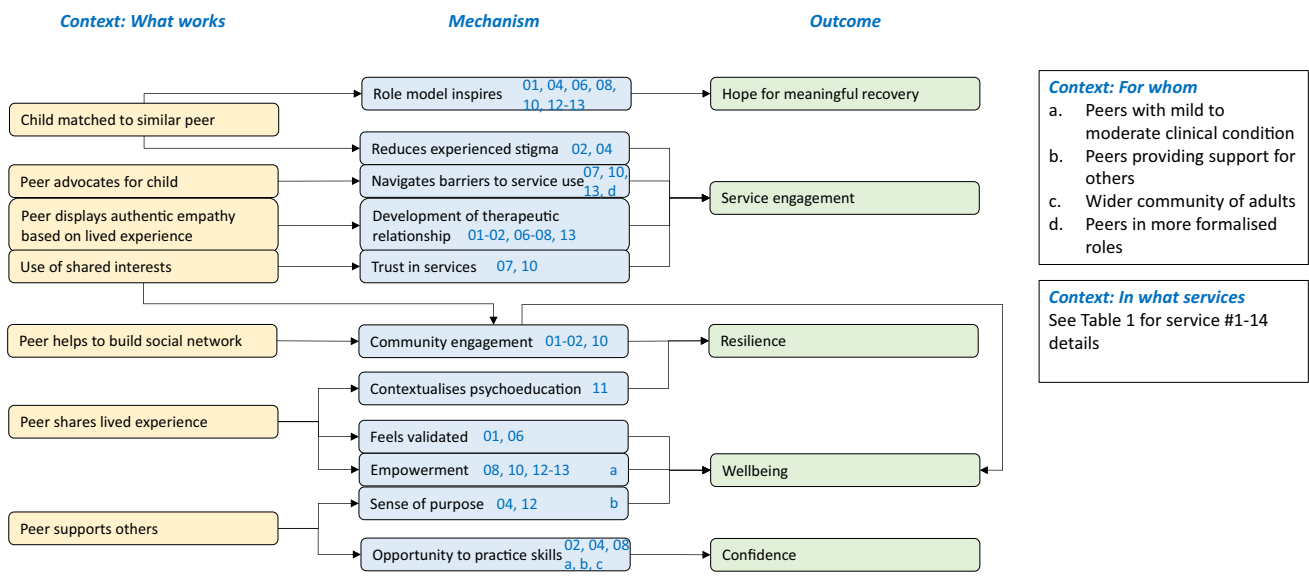 Context: What works
Mechanism
Outcome
Child matched to similar peer
Role model inspires 01, 04, 06, 08,
10, 12-13
Hope for meaningful recovery
Reduces experienced stigma 02, 04
Peer advocates for child
Navigates barriers to service use 07, 10,
13, d
Service engagement
Peer displays authentic empathy
based on lived experience
Development of therapeutic
relationship 01-02, 06-08, 13
Use of shared interests
Trust in services 07, 10
Peer helps to build social network
Community engagement 01-02, 10
Resilience
Contextualises psychoeducation 11
Peer shares lived experience
Feels validated 01, 06
Empowerment 08, 10, 12-13 a
Wellbeing
Sense of purpose 04, 12 b
Peer supports others
Opportunity to practice skills 02, 04, 08
a, b, c
Confidence
Context: For whom
a. Peers with mild to
moderate clinical condition
b. Peers providing support for
others
c. Wider community of adults
d. Peers in more formalised
roles
Context: In what services
See Table 1 for service #1-14
details